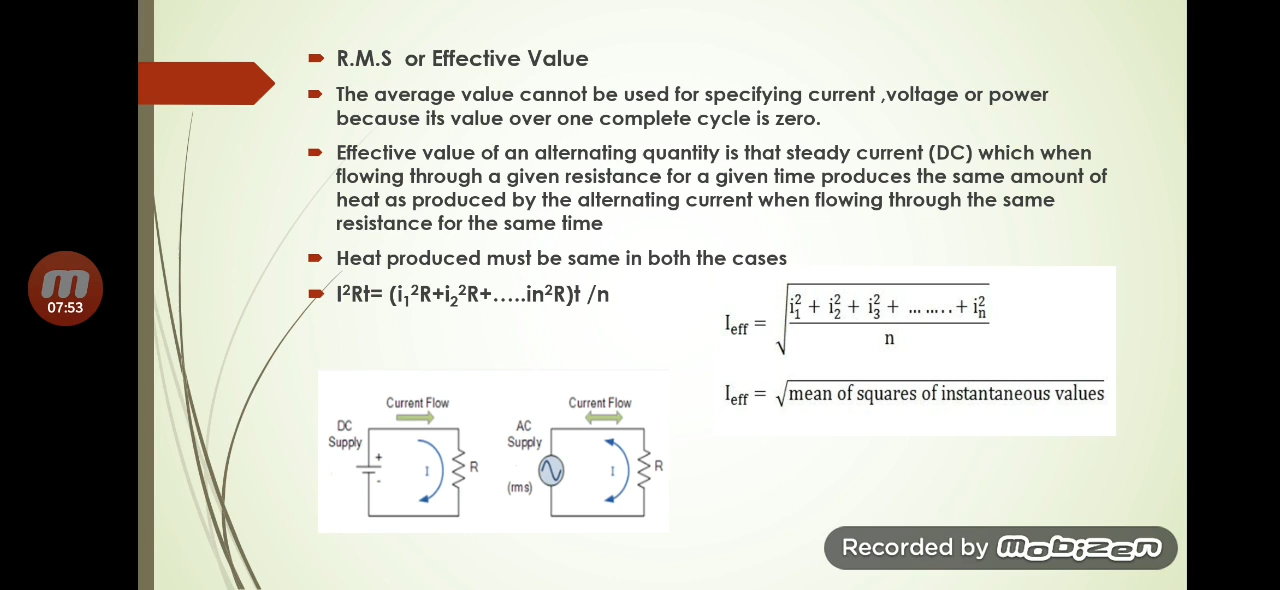 R.M.S or Effective Value
The average value cannot be used for specifying current ,voltage or power
because its value over one complete cycle is zero.
Effective value of an alternating quantity is that steady current (DC) which when
flowing through a given resistance for a given time produces the same amount of
heat as produced by the alternating current when flowing through the same
resistance for the same time
Heat produced must be same in both the cases
I²Rt= (i₁²R+i₂²R+…..in²R)t /n
I_eff = √((i₁² + i₂² + i₃² + ... ... . . + i_n²) / n)
I_eff = √(mean of squares of instantaneous values)
Current Flow
DC
Supply
+
-
I
R
Current Flow
AC
Supply
(rms)
I
R
m
07:53
Recorded by mobizen